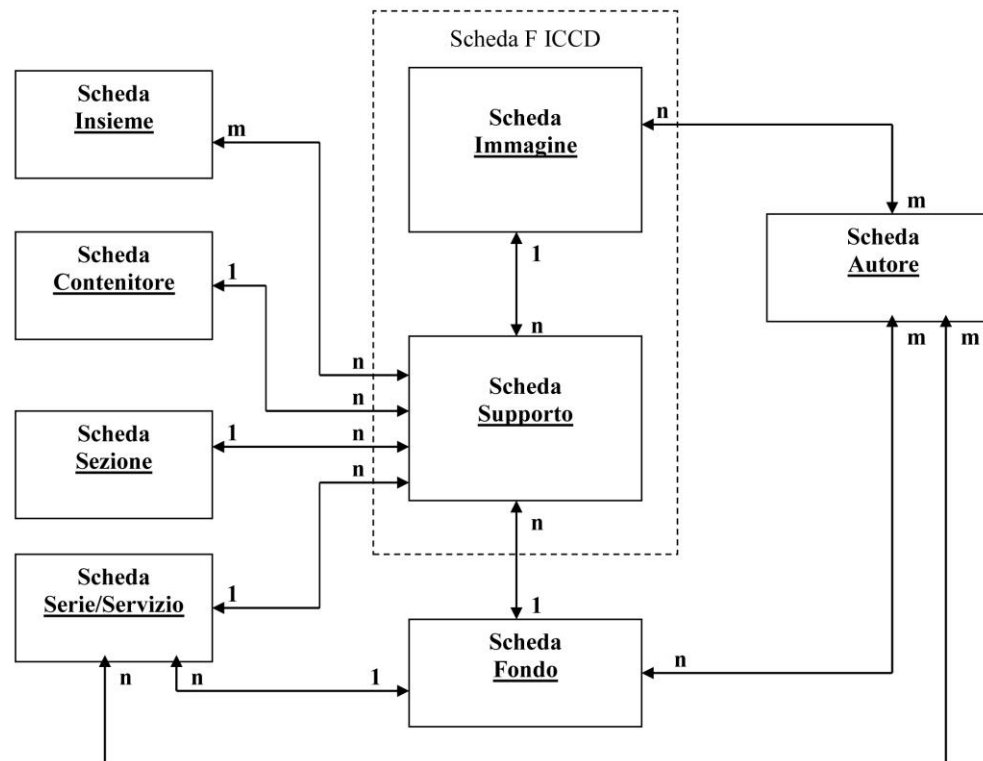 Scheda F ICCD
Scheda
Insieme
m
Scheda
Immagine
n
m
Scheda
Autore
Scheda
Contenitore
1
1
n
m
m
n
n
Scheda
Supporto
Scheda
Sezione
1
n
n
n
Scheda
Serie/Servizio
1
1
n
n
1
Scheda
Fondo
n